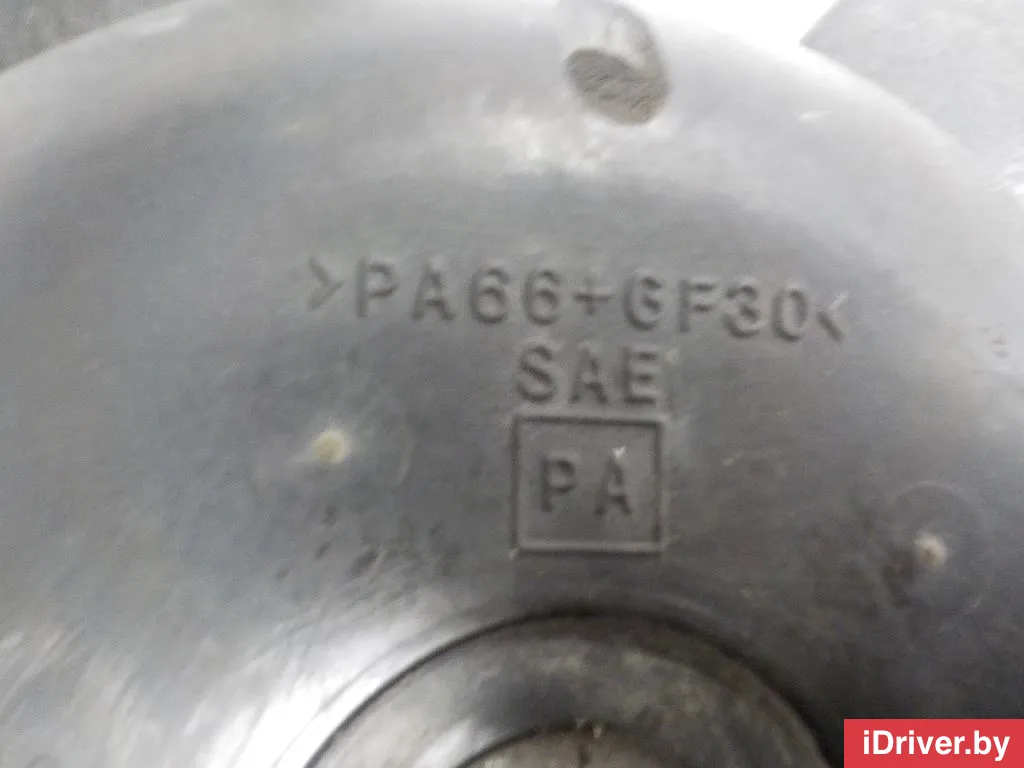 >PA66+GF30<
SAE
PA
iDriver.by